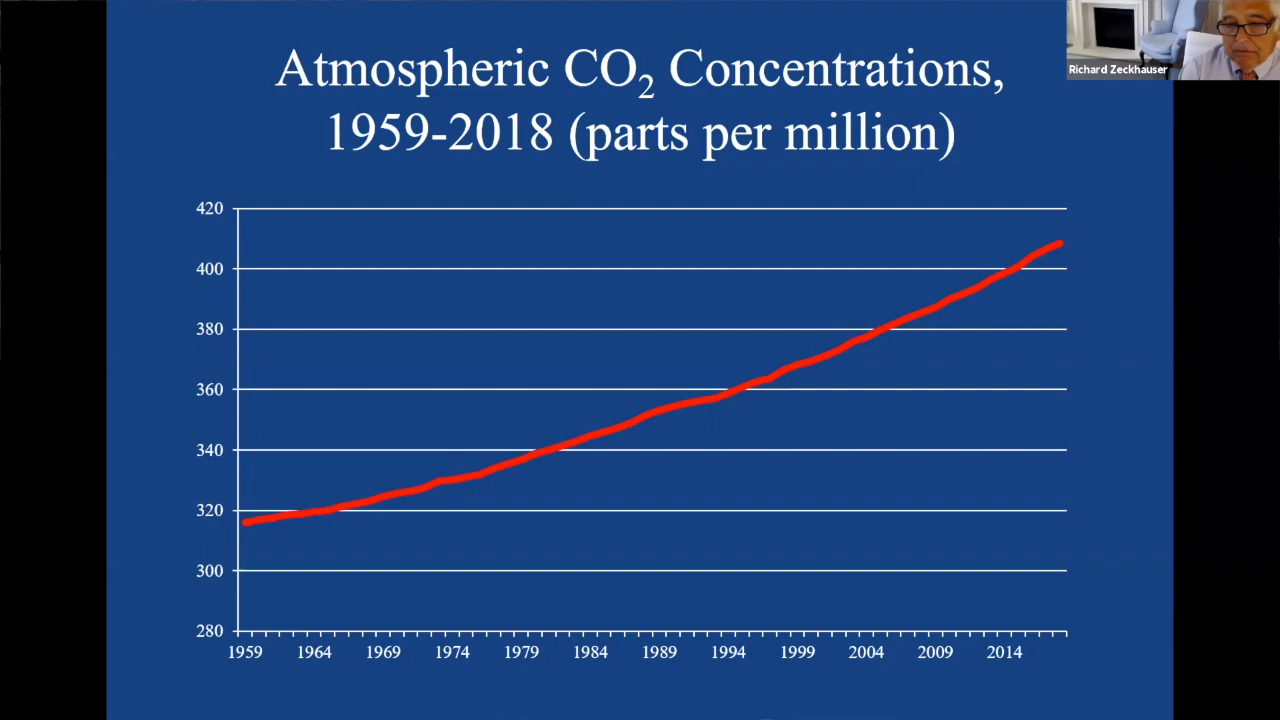 Atmospheric CO₂ Concentrations,
1959-2018 (parts per million)
Richard Zeckhauser
420
400
380
360
340
320
300
280
1959 1964 1969 1974 1979 1984 1989 1994 1999 2004 2009 2014